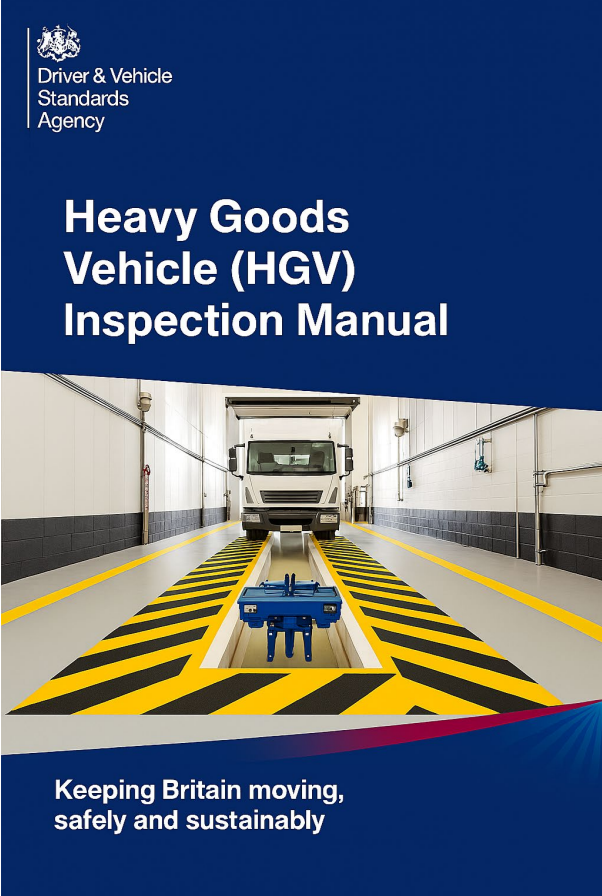 Driver & Vehicle
Standards
Agency
Heavy Goods
Vehicle (HGV)
Inspection Manual
Keeping Britain moving,
safely and sustainably